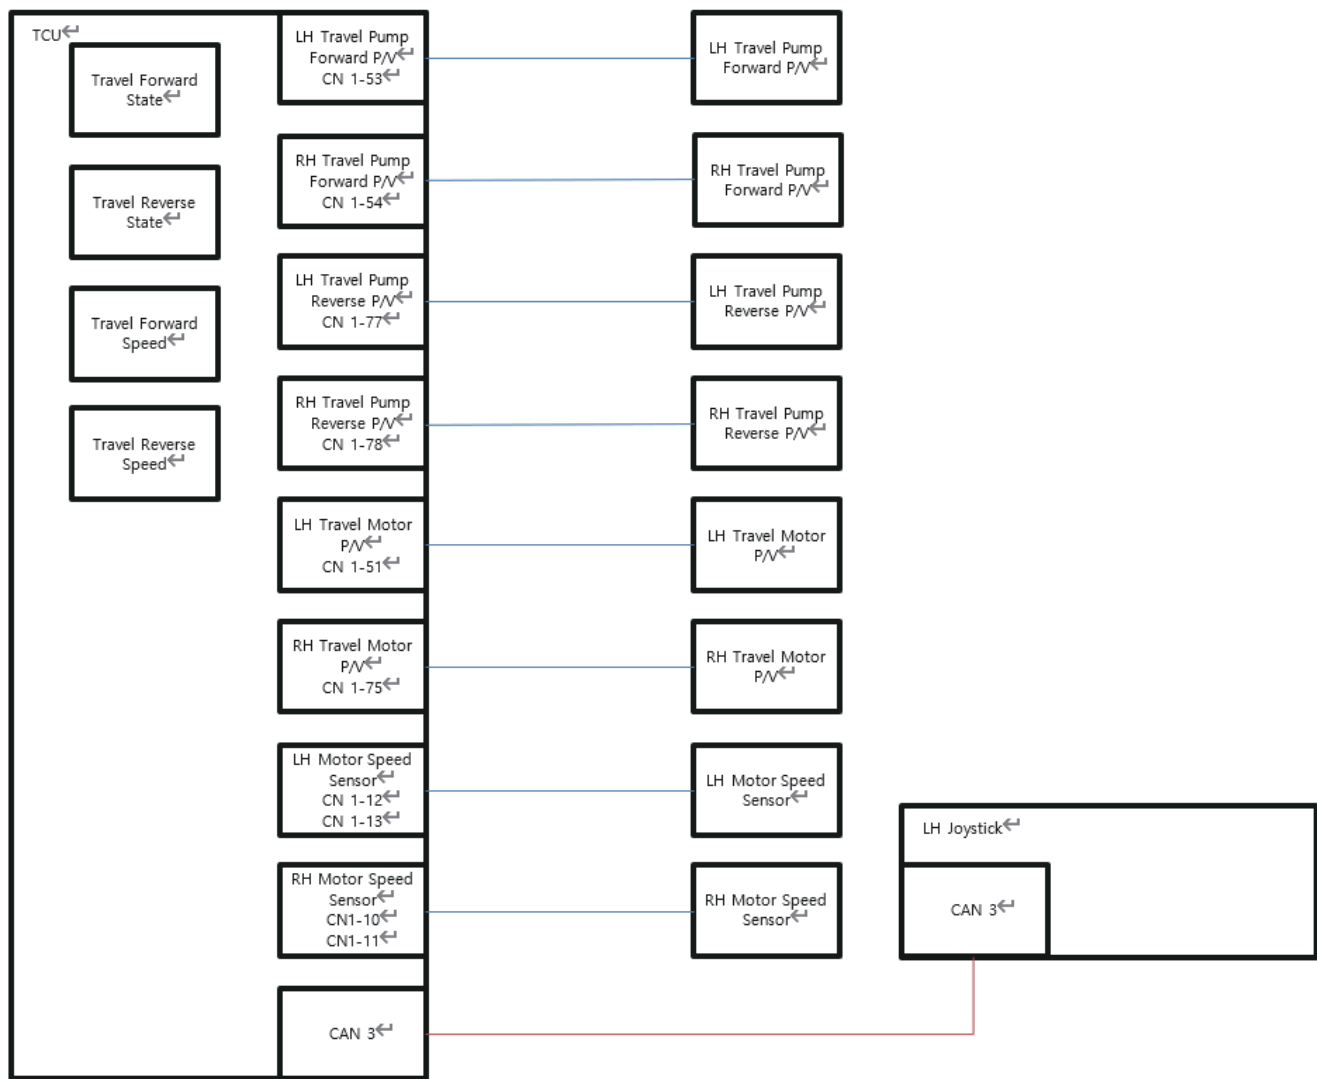 TCU
Travel Forward
State
Travel Reverse
State
Travel Forward
Speed
Travel Reverse
Speed
LH Travel Pump
Forward P/V
CN 1-53
RH Travel Pump
Forward P/V
CN 1-54
LH Travel Pump
Reverse P/V
CN 1-77
RH Travel Pump
Reverse P/V
CN 1-78
LH Travel Motor
P/V
CN 1-51
RH Travel Motor
P/V
CN 1-75
LH Motor Speed
Sensor
CN 1-12
CN 1-13
RH Motor Speed
Sensor
CN1-10
CN1-11
CAN 3
LH Travel Pump
Forward P/V
RH Travel Pump
Forward P/V
LH Travel Pump
Reverse P/V
RH Travel Pump
Reverse P/V
LH Travel Motor
P/V
RH Travel Motor
P/V
LH Motor Speed
Sensor
RH Motor Speed
Sensor
LH Joystick
CAN 3